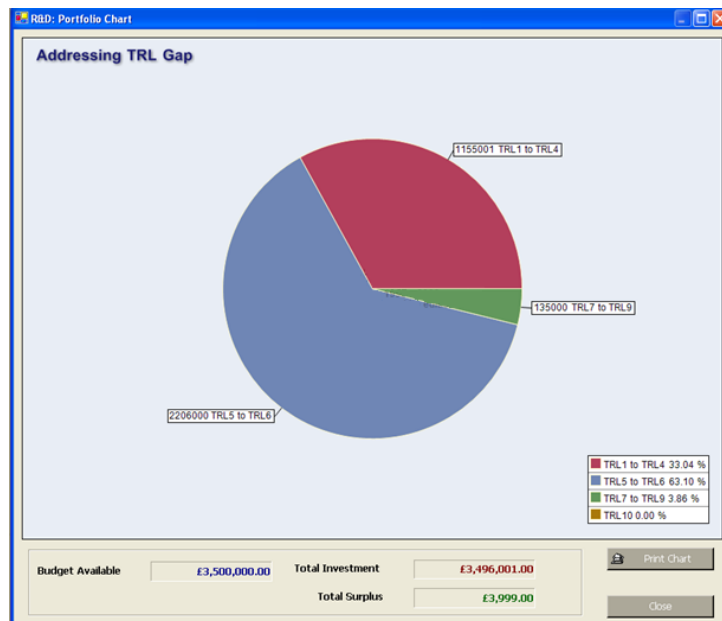 R&D: Portfolio Chart
Addressing TRL Gap
1155001 TRL1 to TRL4
135000 TRL7 to TRL9
2206000 TRL5 to TRL6
TRL1 to TRL4 33.04 %
TRL5 to TRL6 63.10 %
TRL7 to TRL9 3.86 %
TRL10 0.00 %
Budget Available £3,500,000.00 Total Investment £3,496,001.00 Print Chart
Total Surplus £3,999.00 Close